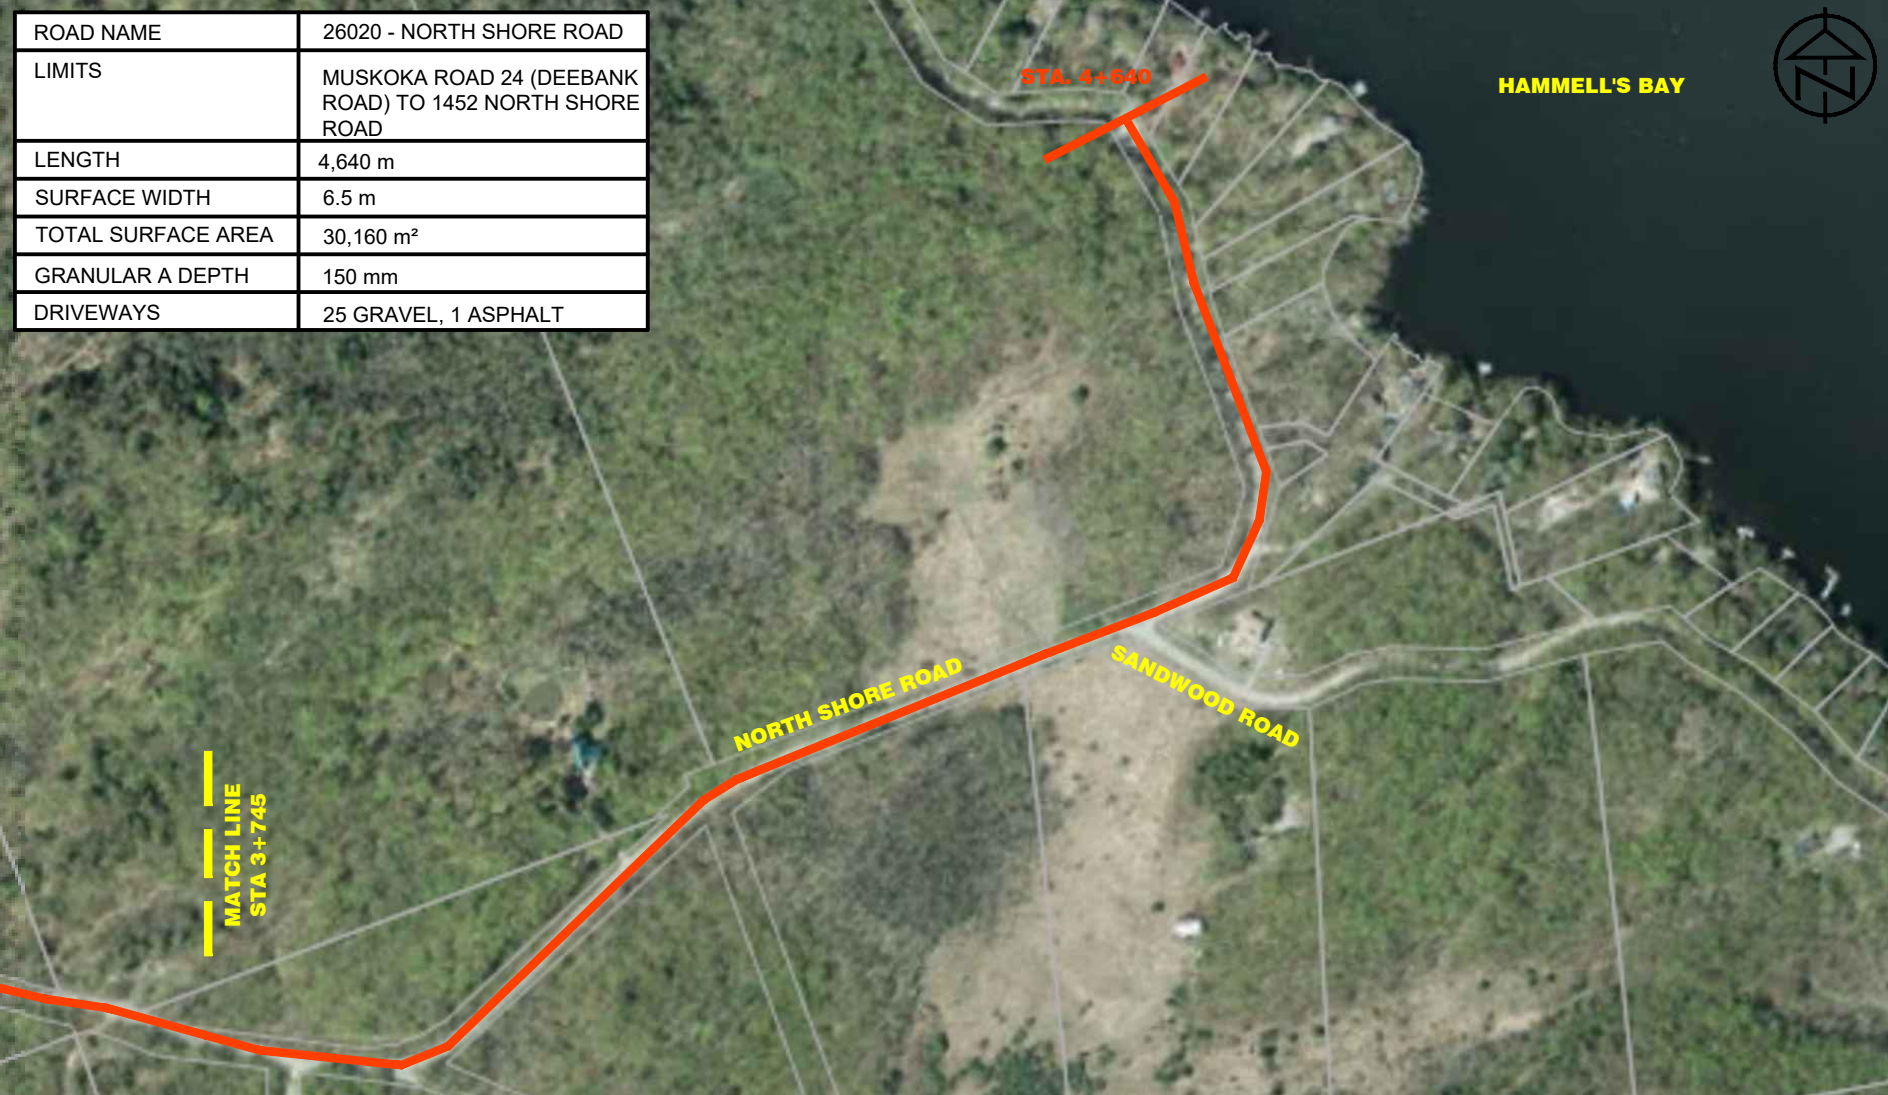 ROAD NAME
26020 - NORTH SHORE ROAD
LIMITS
MUSKOKA ROAD 24 (DEEBANK
ROAD) TO 1452 NORTH SHORE
ROAD
LENGTH
4,640 m
SURFACE WIDTH
6.5 m
TOTAL SURFACE AREA
30,160 m²
GRANULAR A DEPTH
150 mm
DRIVEWAYS
25 GRAVEL, 1 ASPHALT
STA. 4+640
HAMMELL'S BAY
N
NORTH SHORE ROAD
SANDWOOD ROAD
MATCH LINE
STA 3+745